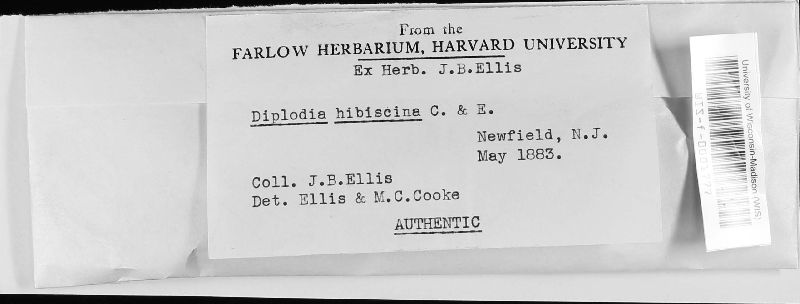 From the
FARLOW HERBARIUM, HARVARD UNIVERSITY
Ex Herb. J.B.Ellis
Diplodia hibiscina C. & E.
Newfield, N.J.
May 1883.
Coll. J.B.Ellis
Det. Ellis & M.C.Cooke
AUTHENTIC
University of Wisconsin-Madison (WIS)